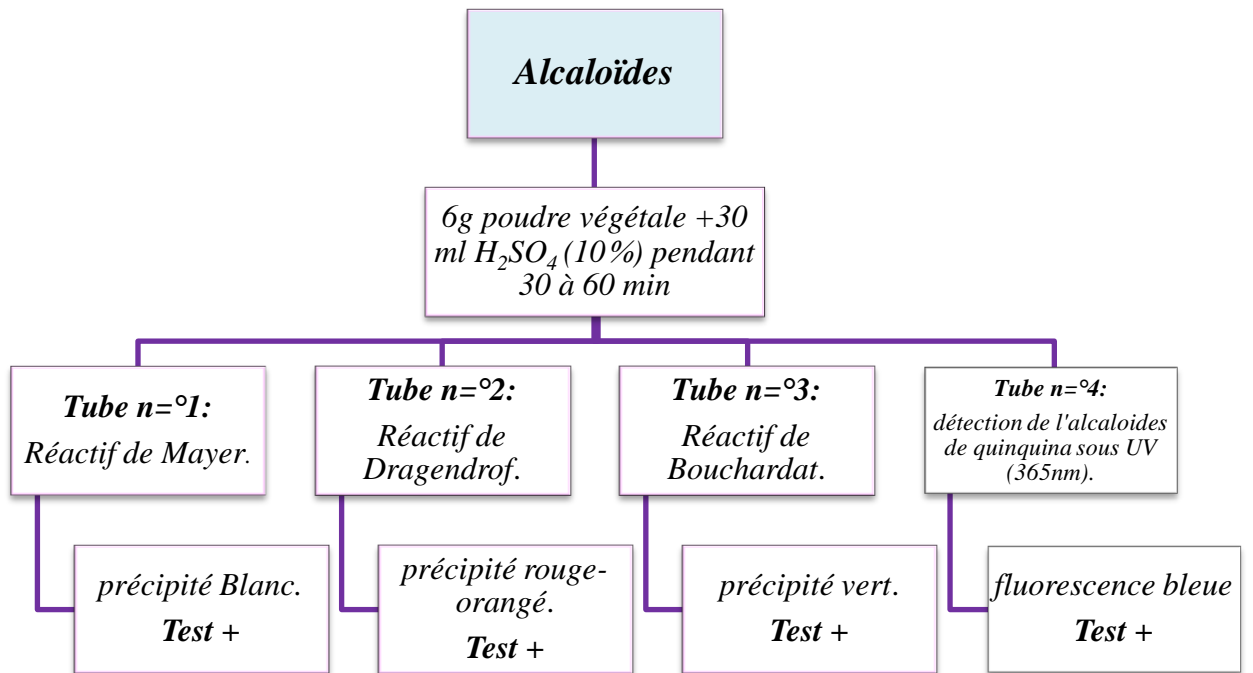 Alcaloïdes
6g poudre végétale +30
ml H₂SO₄ (10%) pendant
30 à 60 min
Tube n=°1:
Réactif de Mayer.
Tube n=°2:
Réactif de
Dragendrof.
Tube n=°3:
Réactif de
Bouchardat.
Tube n=°4:
détection de l'alcaloides
de quinquina sous UV
(365nm).
précipité Blanc.
Test +
précipité rouge-
orangé.
Test +
précipité vert.
Test +
fluorescence bleue
Test +